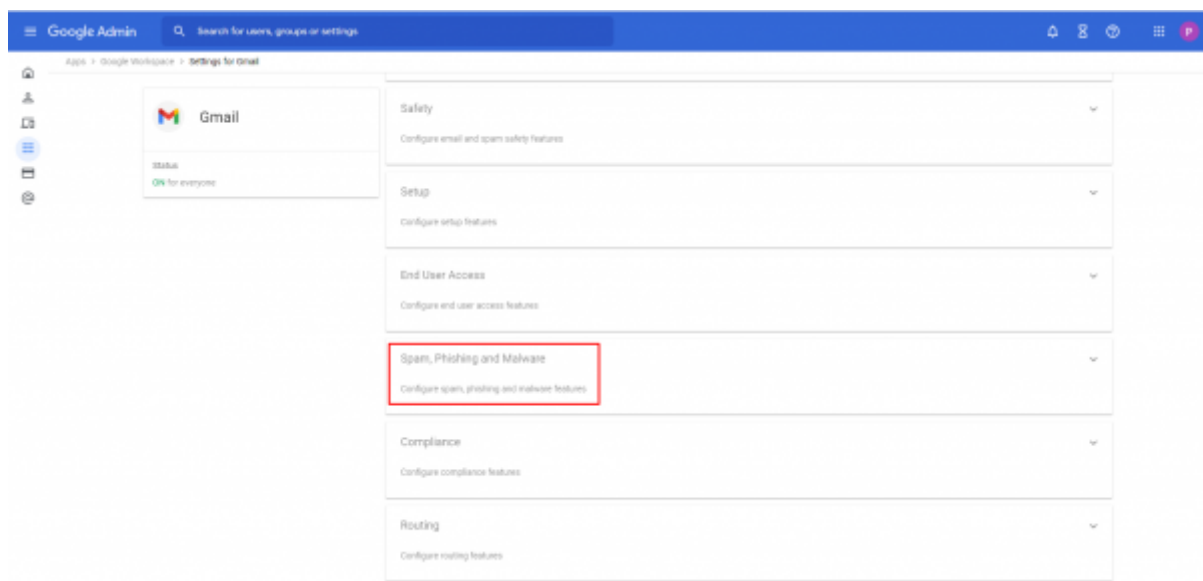 Google Admin
Search for users, groups or settings
P
Apps > Google Workspace > Settings for Gmail
Gmail
Status
ON for everyone
Safety
Configure email and spam safety features
Setup
Configure setup features
End User Access
Configure end user access features
Spam, Phishing and Malware
Configure spam, phishing and malware features
Compliance
Configure compliance features
Routing
Configure routing features